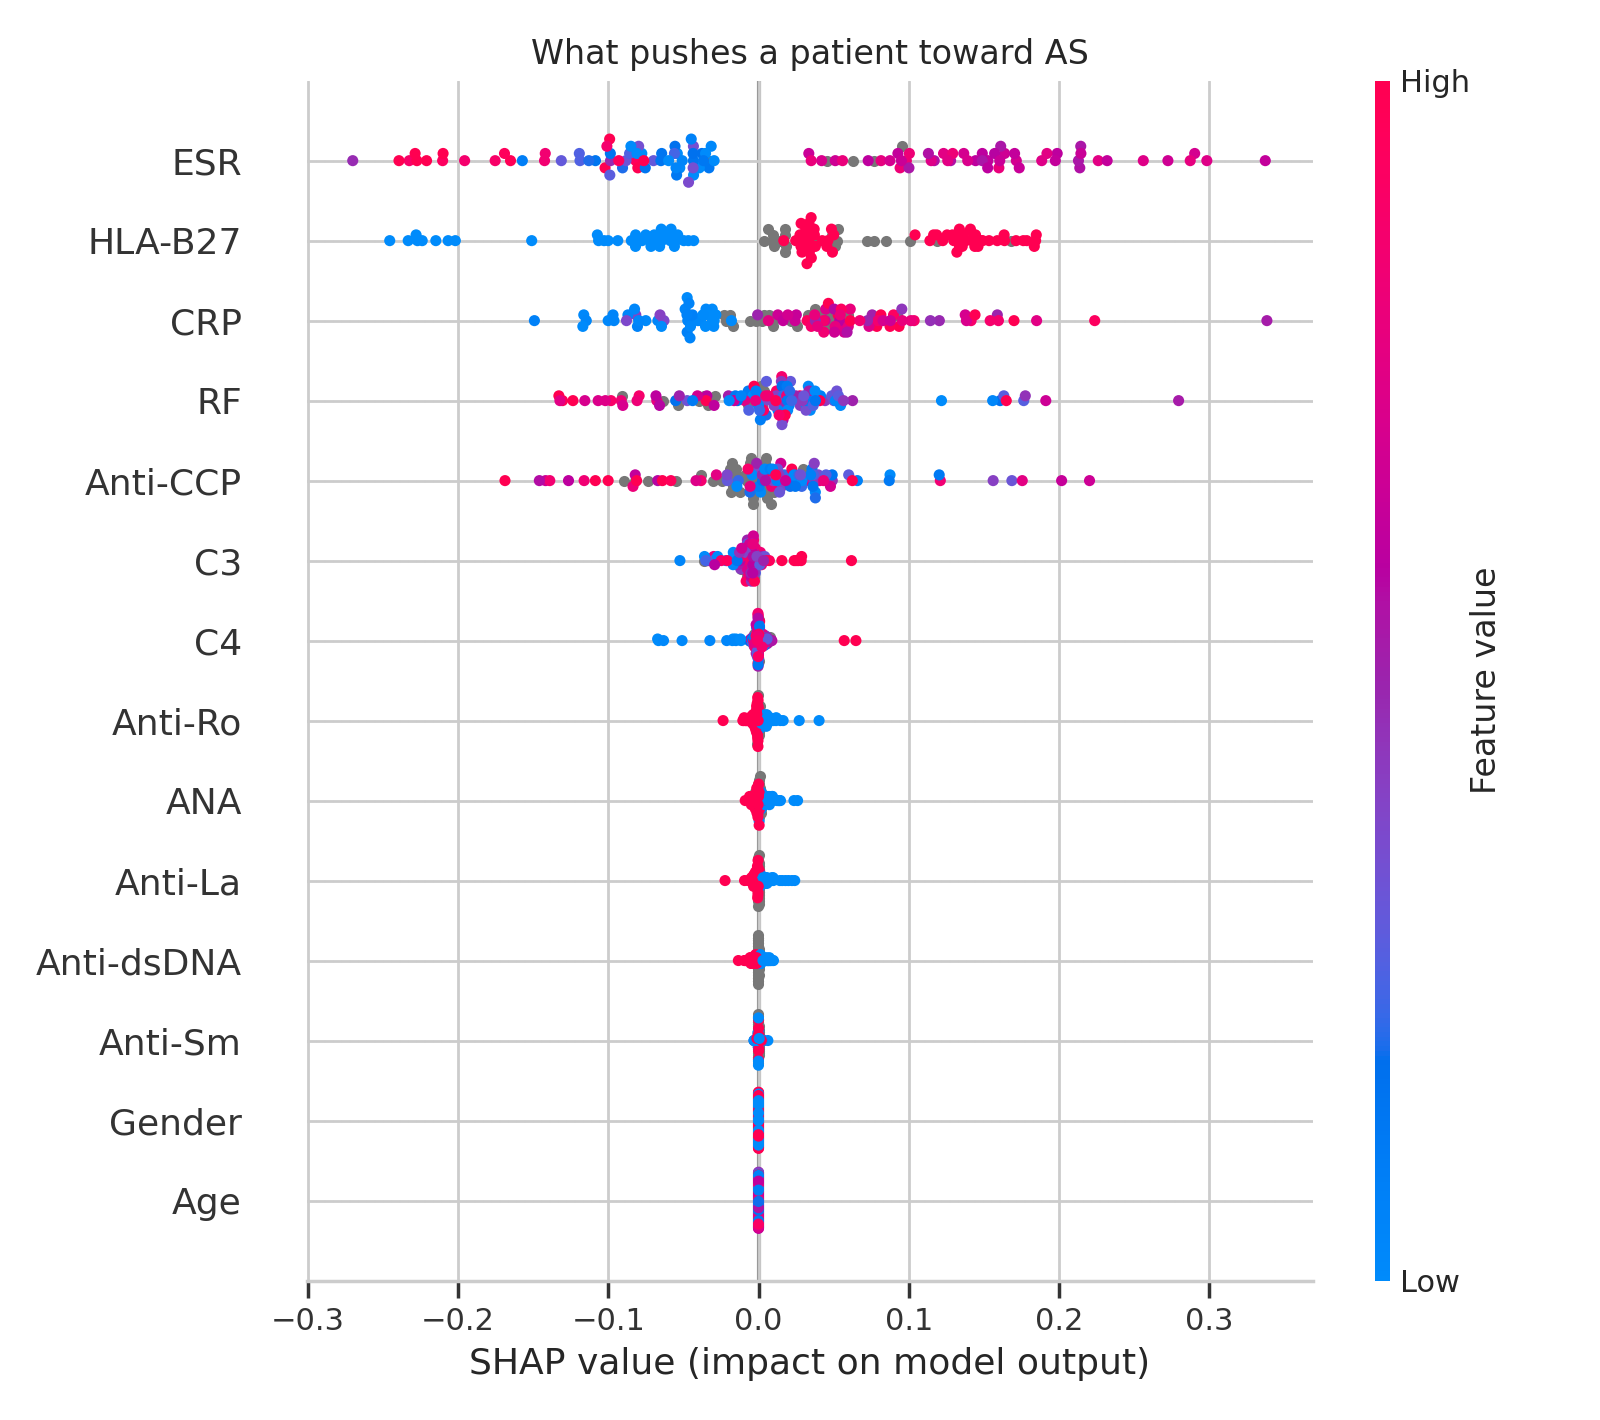 What pushes a patient toward AS
High
ESR
HLA-B27
CRP
RF
Anti-CCP
C3
C4
Anti-Ro
ANA
Anti-La
Anti-dsDNA
Anti-Sm
Gender
Age
Feature value
Low
−0.3 −0.2 −0.1 0.0 0.1 0.2 0.3
SHAP value (impact on model output)